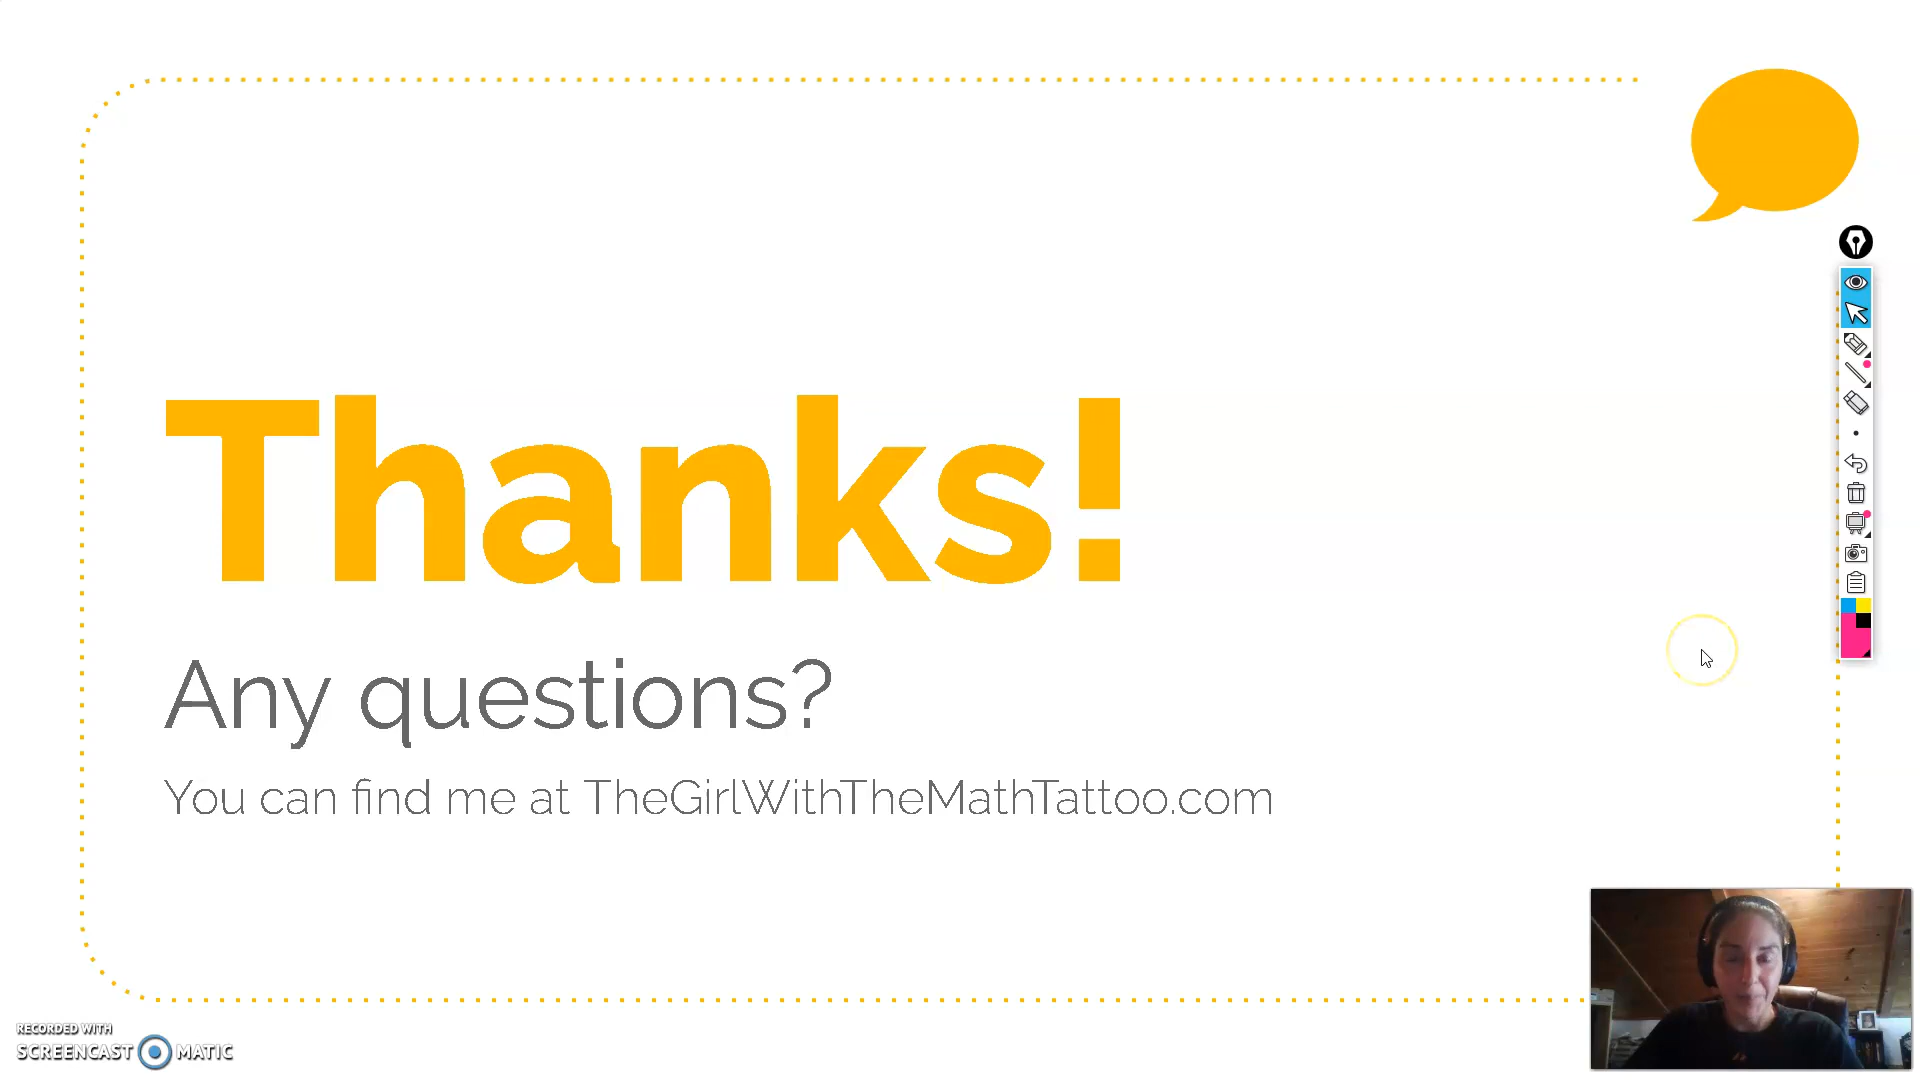 Thanks!
Any questions?
You can find me at TheGirlWithTheMathTattoo.com
RECORDED WITH
SCREENCAST MATIC